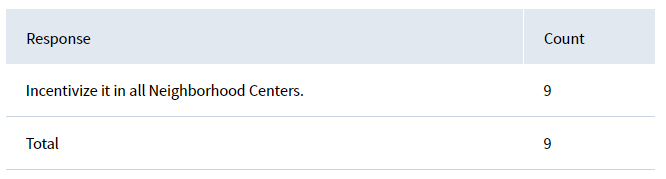 Response Count
Incentivize it in all Neighborhood Centers. 9
Total 9